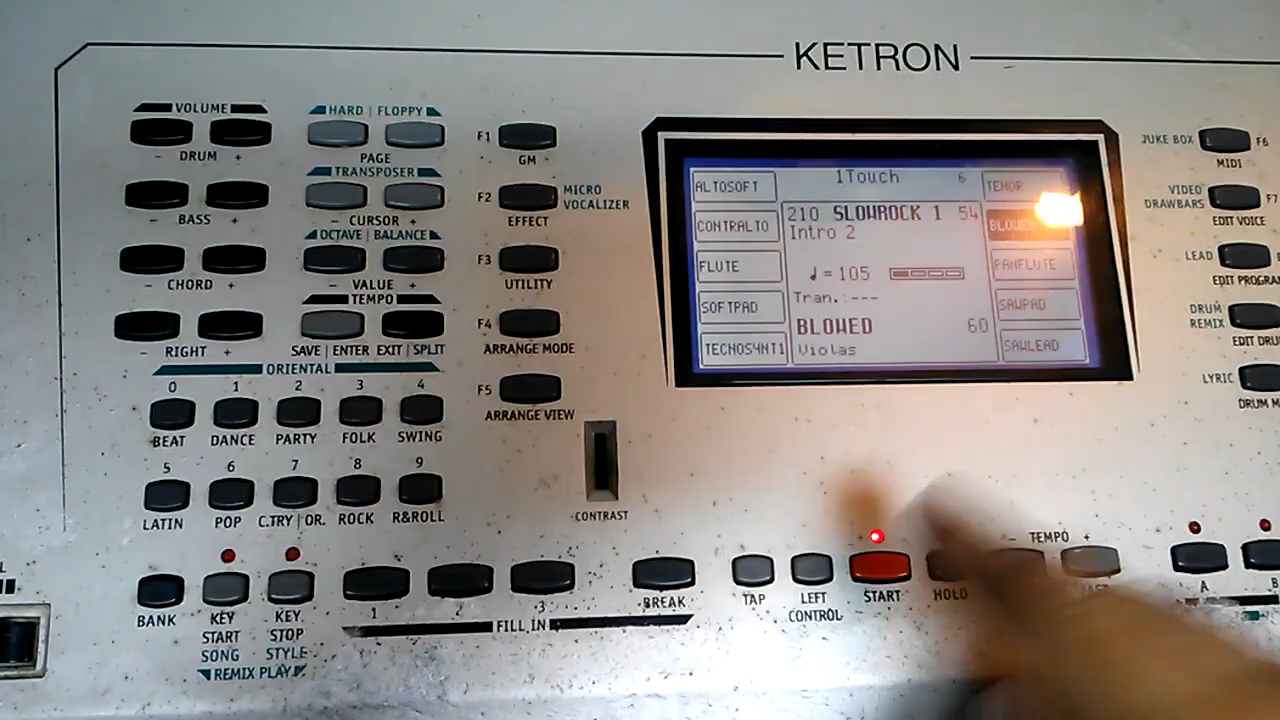 KETRON
VOLUME
- DRUM +
- BASS +
- CHORD +
- RIGHT +
HARD | FLOPPY
PAGE
TRANSPOSER
- CURSOR +
OCTAVE | BALANCE
- VALUE +
TEMPO
SAVE | ENTER EXIT | SPLIT
ORIENTAL
0 1 2 3 4
BEAT DANCE PARTY FOLK SWING
5 6 7 8 9
LATIN POP C.TRY | OR. ROCK R&ROLL
F1
GM
F2 MICRO
VOCALIZER
EFFECT
F3
UTILITY
F4
ARRANGE MODE
F5
ARRANGE VIEW
CONTRAST
ALTOSOFT
CONTRALTO
FLUTE
SOFTPAD
TECNOSYNT1
1Touch 6
210 SLOWROCK 1 54
Intro 2
♩=105
Tran.:---
BLOWED 60
Violas
TENOR
BLOWED
PANFLUTE
SAWPAD
SAWLEAD
JUKE BOX F6
MIDI
VIDEO
DRAWBARS F7
EDIT VOICE
LEAD
DRUM
REMIX
LYRIC
BANK
KEY
START
SONG
KEY
STOP
STYLE
REMIX PLAY
1 2 3
FILL IN
BREAK
TAP
LEFT
CONTROL
START
HOLD
- TEMPO +
A B